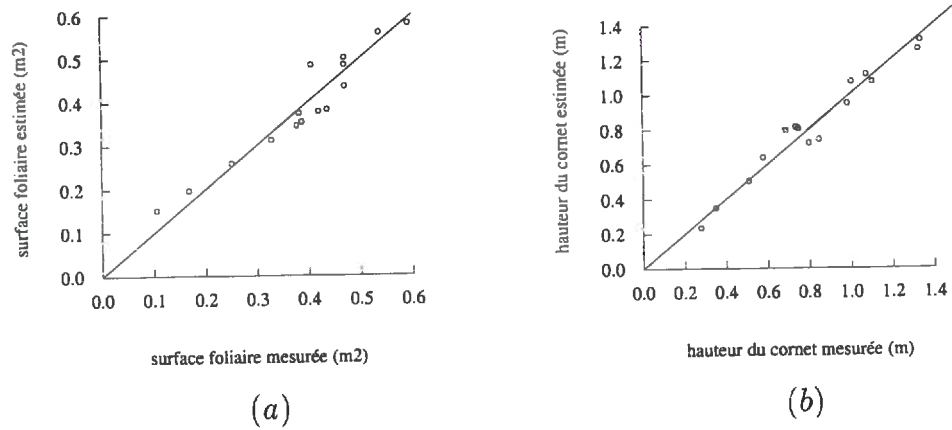 0.6
0.5
0.4
0.3
0.2
0.1
0.0
surface foliaire estimée (m2)
0.0 0.1 0.2 0.3 0.4 0.5 0.6
surface foliaire mesurée (m2)
(a)
1.4
1.2
1.0
0.8
0.6
0.4
0.2
0.0
hauteur du cornet estimée (m)
0.0 0.2 0.4 0.6 0.8 1.0 1.2 1.4
hauteur du cornet mesurée (m)
(b)